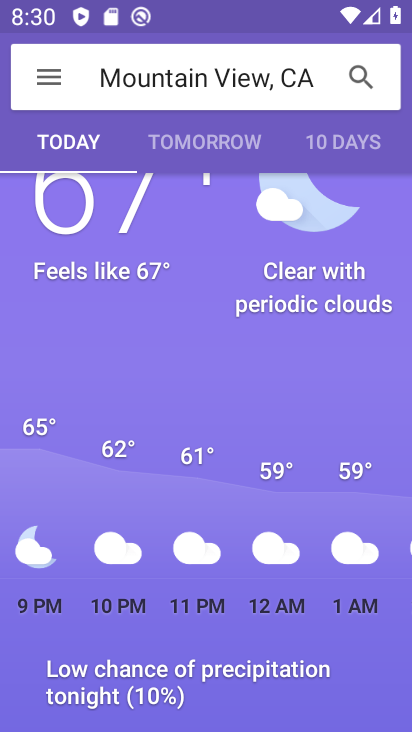 8:30
Mountain View, CA
TODAY TOMORROW 10 DAYS
67°
Feels like 67°
Clear with
periodic clouds
65° 62° 61° 59° 59°
9 PM 10 PM 11 PM 12 AM 1 AM
Low chance of precipitation
tonight (10%)